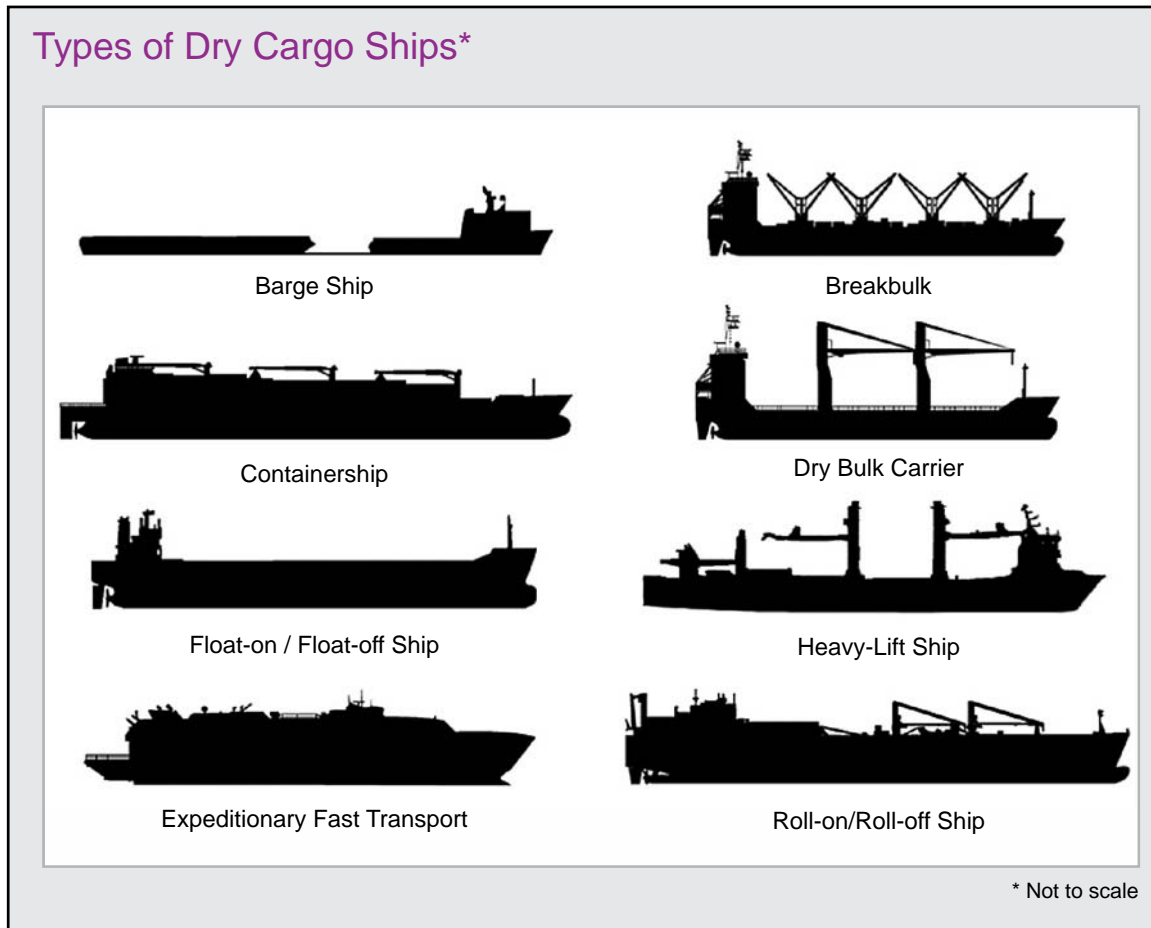 Types of Dry Cargo Ships*
Barge Ship
Breakbulk
Containership
Dry Bulk Carrier
Float-on / Float-off Ship
Heavy-Lift Ship
Expeditionary Fast Transport
Roll-on/Roll-off Ship
* Not to scale